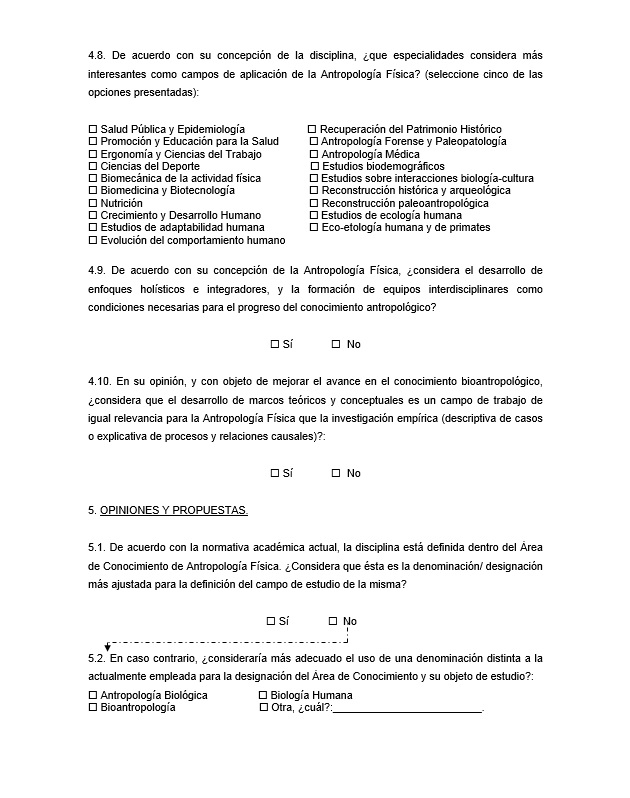 4.8. De acuerdo con su concepción de la disciplina, ¿que especialidades considera más
interesantes como campos de aplicación de la Antropología Física? (seleccione cinco de las
opciones presentadas):
☐ Salud Pública y Epidemiología ☐ Recuperación del Patrimonio Histórico
☐ Promoción y Educación para la Salud ☐ Antropología Forense y Paleopatología
☐ Ergonomía y Ciencias del Trabajo ☐ Antropología Médica
☐ Ciencias del Deporte ☐ Estudios biodemográficos
☐ Biomecánica de la actividad física ☐ Estudios sobre interacciones biología-cultura
☐ Biomedicina y Biotecnología ☐ Reconstrucción histórica y arqueológica
☐ Nutrición ☐ Reconstrucción paleoantropológica
☐ Crecimiento y Desarrollo Humano ☐ Estudios de ecología humana
☐ Estudios de adaptabilidad humana ☐ Eco-etología humana y de primates
☐ Evolución del comportamiento humano
4.9. De acuerdo con su concepción de la Antropología Física, ¿considera el desarrollo de
enfoques holísticos e integradores, y la formación de equipos interdisciplinares como
condiciones necesarias para el progreso del conocimiento antropológico?
☐ Sí ☐ No
4.10. En su opinión, y con objeto de mejorar el avance en el conocimiento bioantropológico,
¿considera que el desarrollo de marcos teóricos y conceptuales es un campo de trabajo de
igual relevancia para la Antropología Física que la investigación empírica (descriptiva de casos
o explicativa de procesos y relaciones causales)?:
☐ Sí ☐ No
5. OPINIONES Y PROPUESTAS.
5.1. De acuerdo con la normativa académica actual, la disciplina está definida dentro del Área
de Conocimiento de Antropología Física. ¿Considera que ésta es la denominación/ designación
más ajustada para la definición del campo de estudio de la misma?
☐ Sí ☐ No
5.2. En caso contrario, ¿consideraría más adecuado el uso de una denominación distinta a la
actualmente empleada para la designación del Área de Conocimiento y su objeto de estudio?:
☐ Antropología Biológica ☐ Biología Humana
☐ Bioantropología ☐ Otra, ¿cuál?:__________________________.